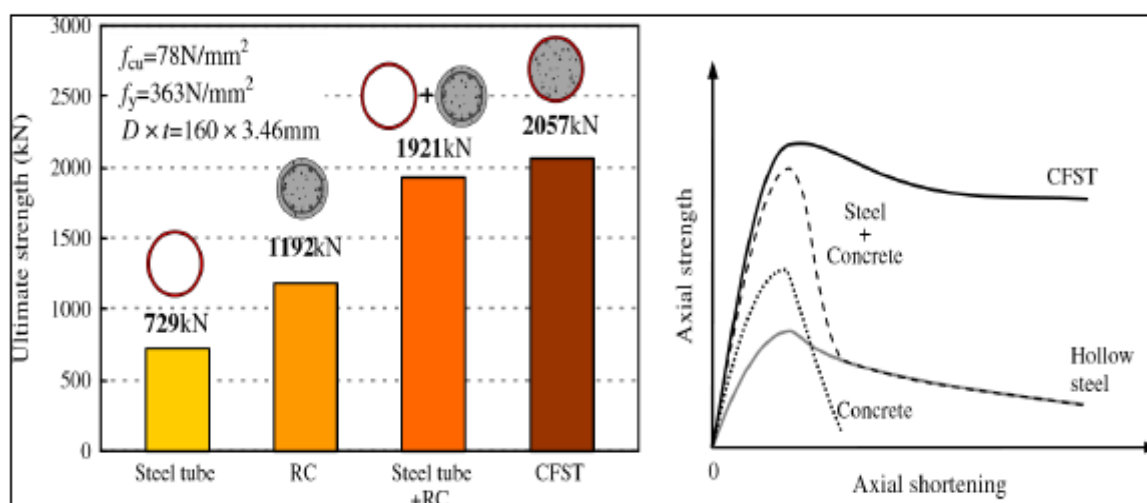 3000
2500
2000
1500
1000
500
0
Ultimate strength (kN)
f_cu=78N/mm²
f_y=363N/mm²
D × t=160 × 3.46mm
729kN
1192kN
+
1921kN
2057kN
Steel tube
RC
Steel tube
+RC
CFST
Axial strength
CFST
Steel
+
Concrete
Hollow
steel
Concrete
0
Axial shortening